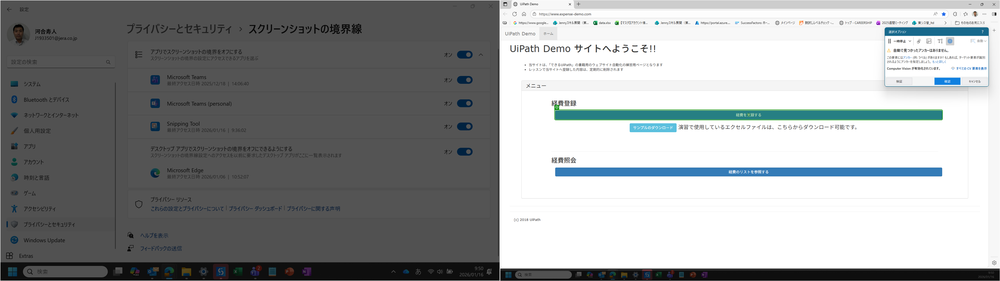 設定
河合寿人
J1933501@jera.co.jp
設定の検索
システム
Bluetooth とデバイス
ネットワークとインターネット
個人用設定
アプリ
アカウント
時刻と言語
ゲーム
アクセシビリティ
プライバシーとセキュリティ
Windows Update
Extras
プライバシーとセキュリティ › スクリーンショットの境界線
アプリでスクリーンショットの境界をオフにする
スクリーンショットの境界の設定にアクセスできるアプリを選ぶ
オン
Microsoft Teams
最終アクセス日時 2025/12/18 | 14:06:40
オン
Microsoft Teams (personal)
オン
Snipping Tool
最終アクセス日時 2026/01/16 | 9:36:02
オン
デスクトップ アプリでスクリーンショットの境界をオフにできるようにする
スクリーンショットの境界線設定へのアクセスを以前に要求したデスクトップ アプリがここに一覧表示されます
オン
Microsoft Edge
最終アクセス日時 2026/01/06 | 10:52:07
プライバシー リソース
これらの設定とプライバシーについて | プライバシー ダッシュボード | プライバシーに関する声明
ヘルプを表示
フィードバックの送信
検索
M365
2
あ
9:50
2026/01/16
UiPath Demo
https://www.expense-demo.com
https://www.google...
Jennyスキル展開（第...
data.xlsx
【マスタ】アカウント情...
Jennyスキル展開（第...
https://portal.azure....
SuccessFactors: ホー...
メインページ
腕試しレベルチェック - ...
トップ - CAREERSHIP
2025週間ミーティング
東シス管_ltd
その他のお気に入り
UiPath Demo
ホーム
UiPath Demo サイトへようこそ!!
当サイトは、「できるUiPath」の書籍用のウェブサイト自動化の練習用ページとなります
レッスンで当サイトへ登録した内容は、定期的に削除されます
メニュー
経費登録
経費を登録する
サンプルのダウンロード 演習で使用しているエクセルファイルは、こちらからダウンロード可能です。
経費照会
経費のリストを参照する
(c) 2018 UiPath
選択オプション
?
一時停止
自動
自動で見つかったアンカーはありません。
この要素にはアンカー (例: ラベル) がありますか? もしあれば、ターゲット要素が識別
されるようにアンカーを指定しましょう。 もっと詳しく
Computer Vision が有効化されています。
すべての CV 要素を表示
検証
確認
キャンセル
検索
9:50
2026/01/16